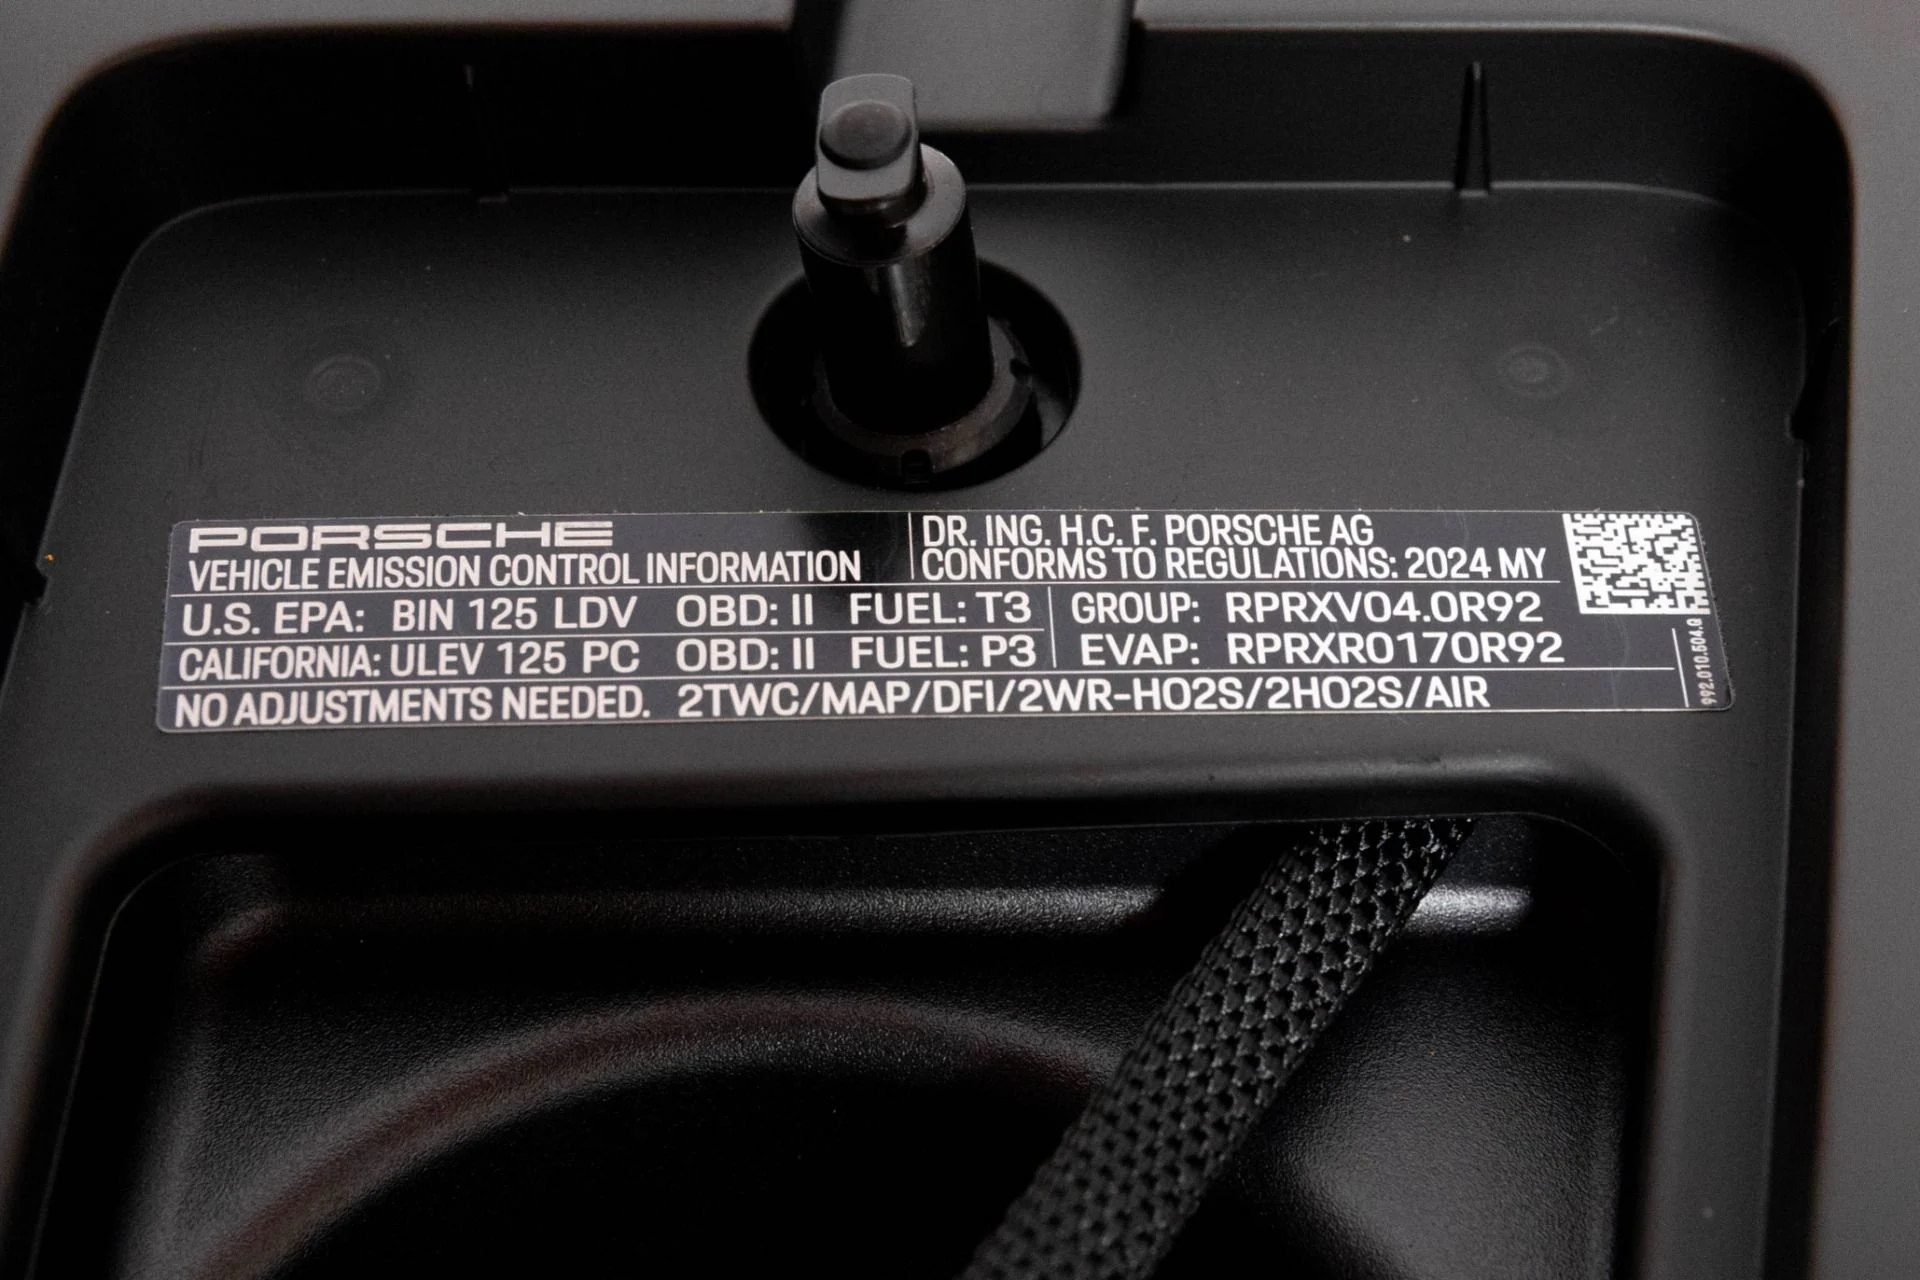 PORSCHE
VEHICLE EMISSION CONTROL INFORMATION
DR. ING. H.C. F. PORSCHE AG
CONFORMS TO REGULATIONS: 2024 MY
U.S. EPA: BIN 125 LDV OBD: II FUEL: T3
GROUP: RPRXV04.0R92
CALIFORNIA: ULEV 125 PC OBD: II FUEL: P3
EVAP: RPRXR0170R92
NO ADJUSTMENTS NEEDED. 2TWC/MAP/DFI/2WR-HO2S/2HO2S/AIR
992.010.504.Q